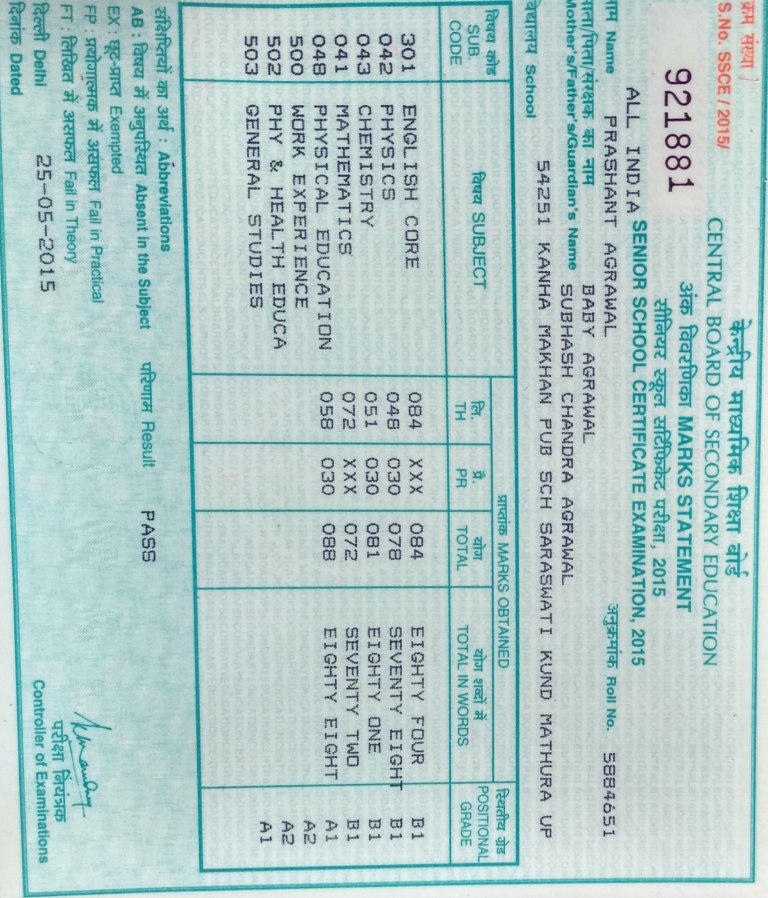 क्रम संख्या /
S.No. SSCE / 2015/
921881
केन्द्रीय माध्यमिक शिक्षा बोर्ड
CENTRAL BOARD OF SECONDARY EDUCATION
अंक विवरणिका MARKS STATEMENT
सीनियर स्कूल सर्टिफिकेट परीक्षा, 2015
ALL INDIA SENIOR SCHOOL CERTIFICATE EXAMINATION, 2015
नाम Name PRASHANT AGRAWAL अनुक्रमांक Roll No. 5884651
माता/पिता/संरक्षक का नाम BABY AGRAWAL
Mother's/Father's/Guardian's Name SUBHASH CHANDRA AGRAWAL
विद्यालय School 54251 KANHA MAKHAN PUB SCH SARASWATI KUND MATHURA UP
विषय कोड SUB. CODE विषय SUBJECT प्राप्तांक MARKS OBTAINED स्थितीय ग्रेड POSITIONAL GRADE
लि. TH प्रै. PR योग TOTAL योग शब्दों में TOTAL IN WORDS
301 ENGLISH CORE 084 XXX 084 EIGHTY FOUR B1
042 PHYSICS 048 030 078 SEVENTY EIGHT B1
043 CHEMISTRY 051 030 081 EIGHTY ONE B1
041 MATHEMATICS 072 XXX 072 SEVENTY TWO B1
048 PHYSICAL EDUCATION 058 030 088 EIGHTY EIGHT A1
500 WORK EXPERIENCE A2
502 PHY & HEALTH EDUCA A2
503 GENERAL STUDIES A1
संक्षिप्तियों का अर्थ : Abbreviations
AB : विषय में अनुपस्थित Absent in the Subject परिणाम Result PASS
EX : छूट-प्राप्त Exempted
FP : प्रयोगात्मक में असफल Fail in Practical
FT : लिखित में असफल Fail in Theory
दिल्ली Delhi
दिनांक Dated 25-05-2015
परीक्षा नियंत्रक
Controller of Examinations